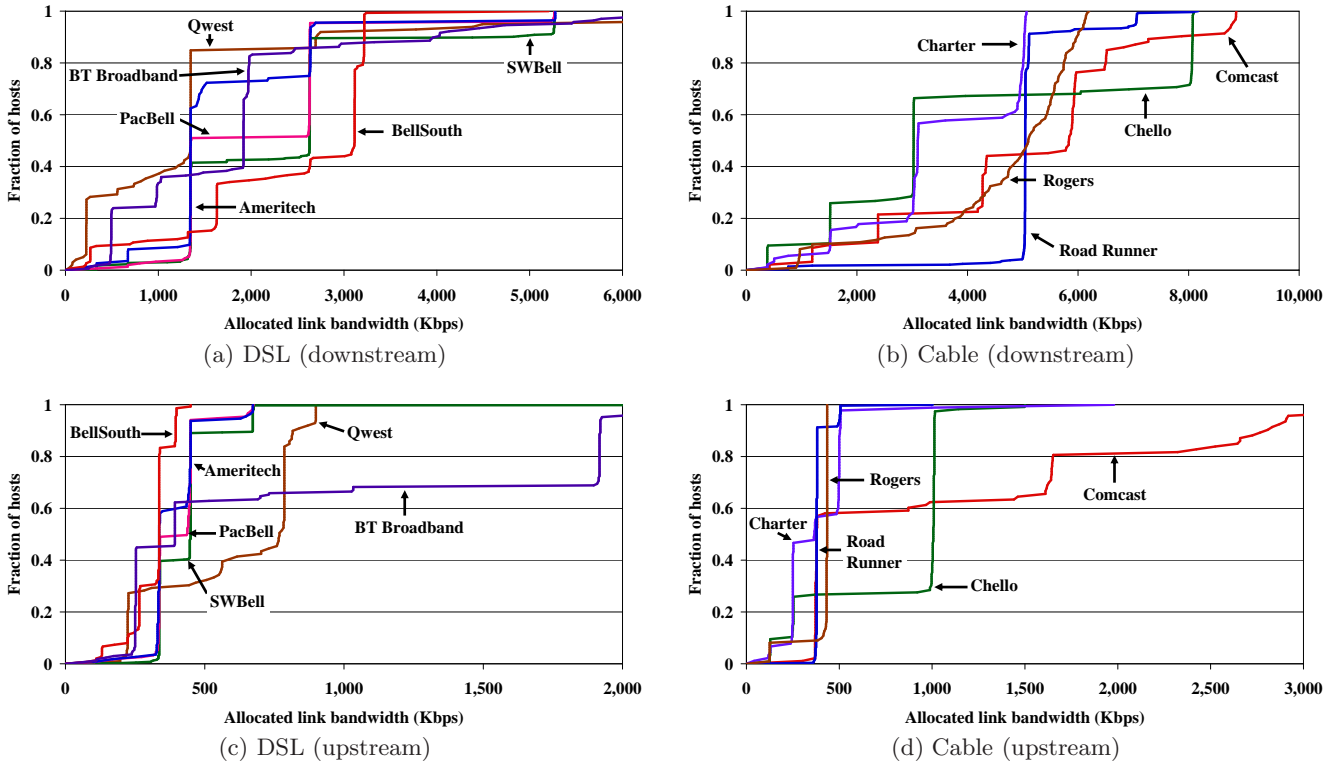 Fraction of hosts
1
0.8
0.6
0.4
0.2
0
Qwest
BT Broadband
SWBell
PacBell
BellSouth
Ameritech
0 1,000 2,000 3,000 4,000 5,000 6,000
Allocated link bandwidth (Kbps)
(a) DSL (downstream)
Fraction of hosts
1
0.8
0.6
0.4
0.2
0
Charter
Comcast
Chello
Rogers
Road Runner
0 2,000 4,000 6,000 8,000 10,000
Allocated link bandwidth (Kbps)
(b) Cable (downstream)
Fraction of hosts
1
0.8
0.6
0.4
0.2
0
BellSouth
Qwest
Ameritech
BT Broadband
PacBell
SWBell
0 500 1,000 1,500 2,000
Allocated link bandwidth (Kbps)
(c) DSL (upstream)
Fraction of hosts
1
0.8
0.6
0.4
0.2
0
Rogers
Comcast
Charter
Road
Runner
Chello
0 500 1,000 1,500 2,000 2,500 3,000
Allocated link bandwidth (Kbps)
(d) Cable (upstream)